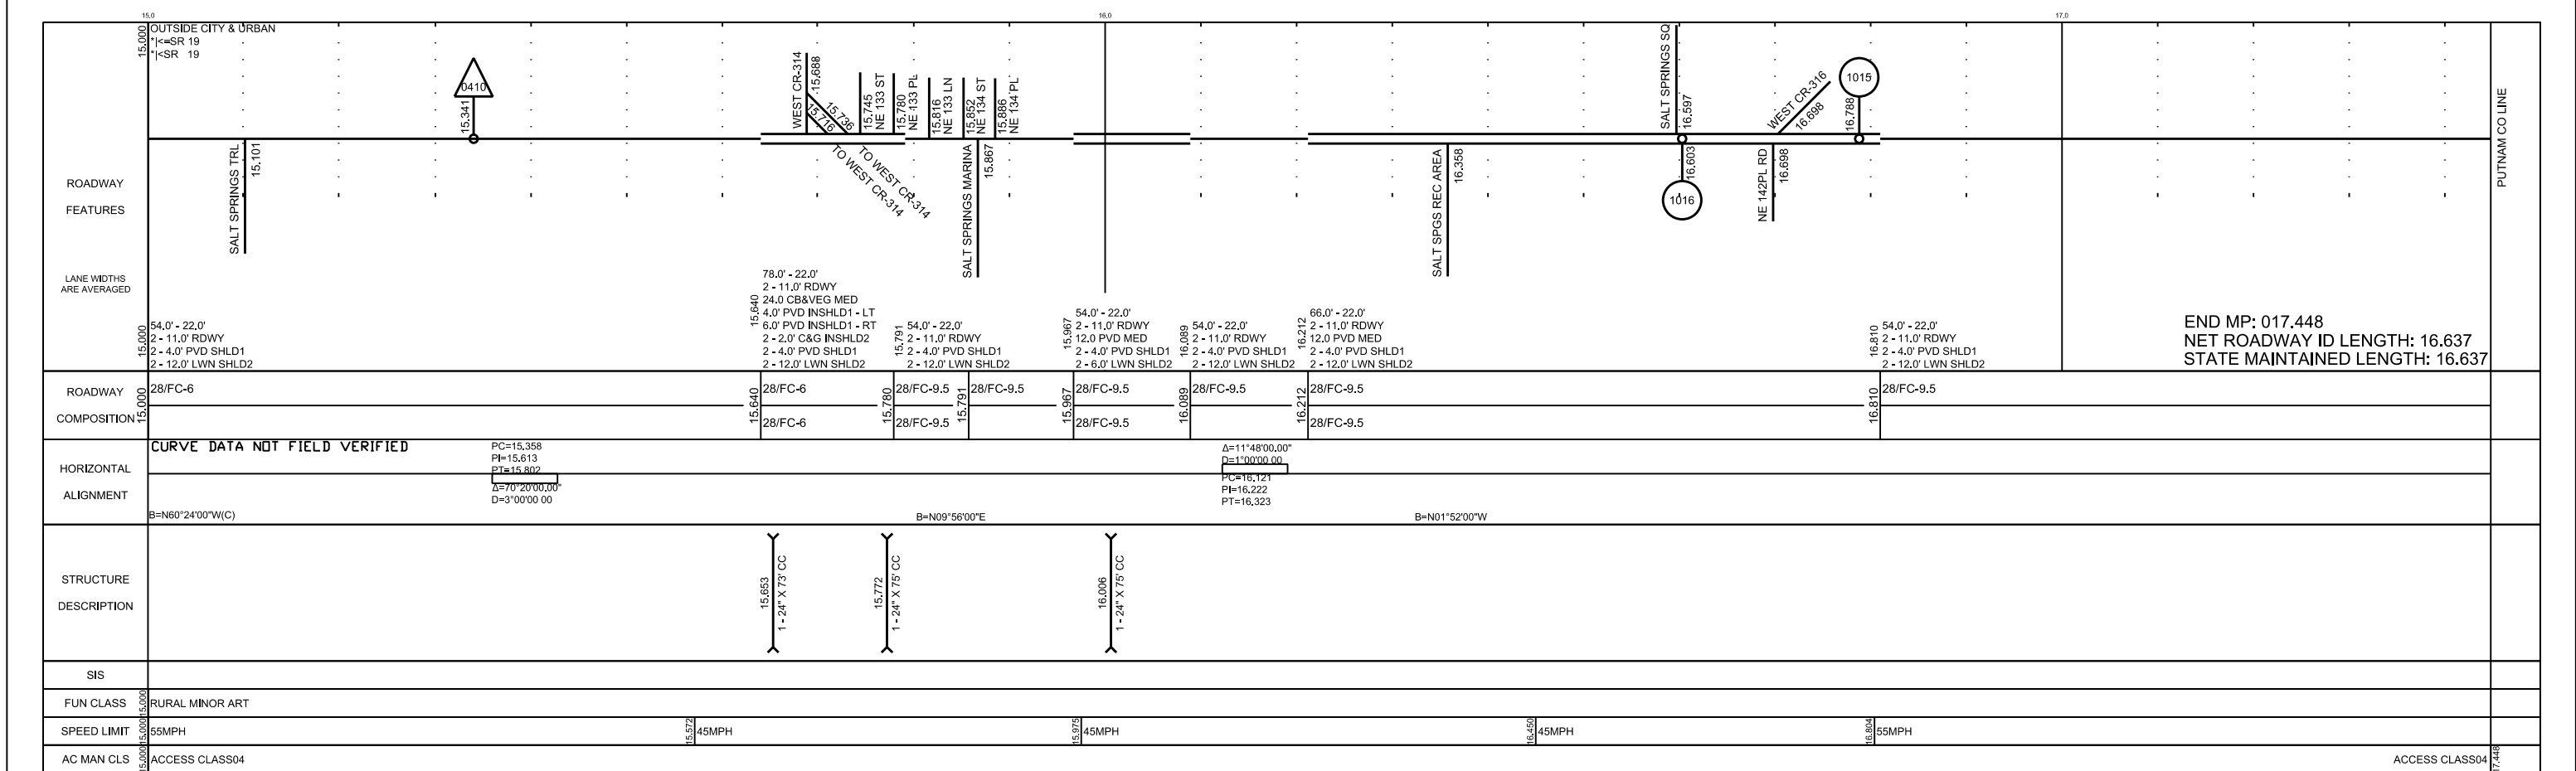 15.0
16.0
17.0
15.000
OUTSIDE CITY & URBAN
*|<=SR 19
*|<SR 19
0410
15.341
WEST CR-314
15.688
15.736
15.716
TO WEST CR-314
TO WEST CR-314
15.745
NE 133 ST
15.780
NE 133 PL
15.816
NE 133 LN
15.852
NE 134 ST
15.886
NE 134 PL
SALT SPRINGS SQ
16.597
WEST CR-316
16.698
1015
16.788
PUTNAM CO LINE
ROADWAY
FEATURES
SALT SPRINGS TRL
15.101
SALT SPRINGS MARINA
15.867
SALT SPGS REC AREA
16.358
16.603
1016
NE 142PL RD
16.698
LANE WIDTHS
ARE AVERAGED
15.000
54.0' - 22.0'
2 - 11.0' RDWY
2 - 4.0' PVD SHLD1
2 - 12.0' LWN SHLD2
15.640
78.0' - 22.0'
2 - 11.0' RDWY
24.0 CB&VEG MED
4.0' PVD INSHLD1 - LT
6.0' PVD INSHLD1 - RT
2 - 2.0' C&G INSHLD2
2 - 4.0' PVD SHLD1
2 - 12.0' LWN SHLD2
15.791
54.0' - 22.0'
2 - 11.0' RDWY
2 - 4.0' PVD SHLD1
2 - 12.0' LWN SHLD2
15.967
54.0' - 22.0'
2 - 11.0' RDWY
12.0 PVD MED
2 - 4.0' PVD SHLD1
2 - 6.0' LWN SHLD2
16.089
54.0' - 22.0'
2 - 11.0' RDWY
2 - 4.0' PVD SHLD1
2 - 12.0' LWN SHLD2
16.212
66.0' - 22.0'
2 - 11.0' RDWY
12.0 PVD MED
2 - 4.0' PVD SHLD1
2 - 12.0' LWN SHLD2
16.810
54.0' - 22.0'
2 - 11.0' RDWY
2 - 4.0' PVD SHLD1
2 - 12.0' LWN SHLD2
END MP: 017.448
NET ROADWAY ID LENGTH: 16.637
STATE MAINTAINED LENGTH: 16.637
ROADWAY
COMPOSITION
15.000
28/FC-6
15.640
28/FC-6
28/FC-6
15.780
28/FC-9.5
28/FC-9.5
15.791
28/FC-9.5
15.967
28/FC-9.5
28/FC-9.5
16.089
28/FC-9.5
16.212
28/FC-9.5
28/FC-9.5
16.810
28/FC-9.5
HORIZONTAL
ALIGNMENT
CURVE DATA NOT FIELD VERIFIED
PC=15.358
PI=15.613
PT=15.802
Δ=70°20'00.00"
D=3°00'00 00
Δ=11°48'00.00"
D=1°00'00 00
PC=16.121
PI=16.222
PT=16.323
B=N60°24'00"W(C)
B=N09°56'00"E
B=N01°52'00"W
STRUCTURE
DESCRIPTION
15.653
1 - 24" X 73' CC
15.772
1 - 24" X 75' CC
16.006
1 - 24" X 75' CC
SIS
FUN CLASS
15.000
RURAL MINOR ART
SPEED LIMIT
15.000
55MPH
15.572
45MPH
15.975
45MPH
16.450
45MPH
16.804
55MPH
AC MAN CLS
15.000
ACCESS CLASS04
ACCESS CLASS04
17.448